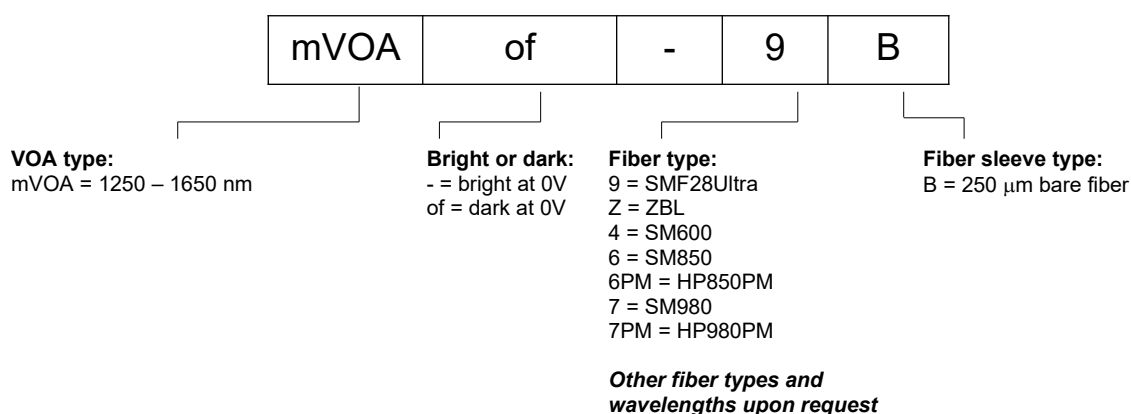 mVOA of - 9 B
VOA type:
mVOA = 1250 – 1650 nm
Bright or dark:
- = bright at 0V
of = dark at 0V
Fiber type:
9 = SMF28Ultra
Z = ZBL
4 = SM600
6 = SM850
6PM = HP850PM
7 = SM980
7PM = HP980PM
Other fiber types and
wavelengths upon request
Fiber sleeve type:
B = 250 μm bare fiber